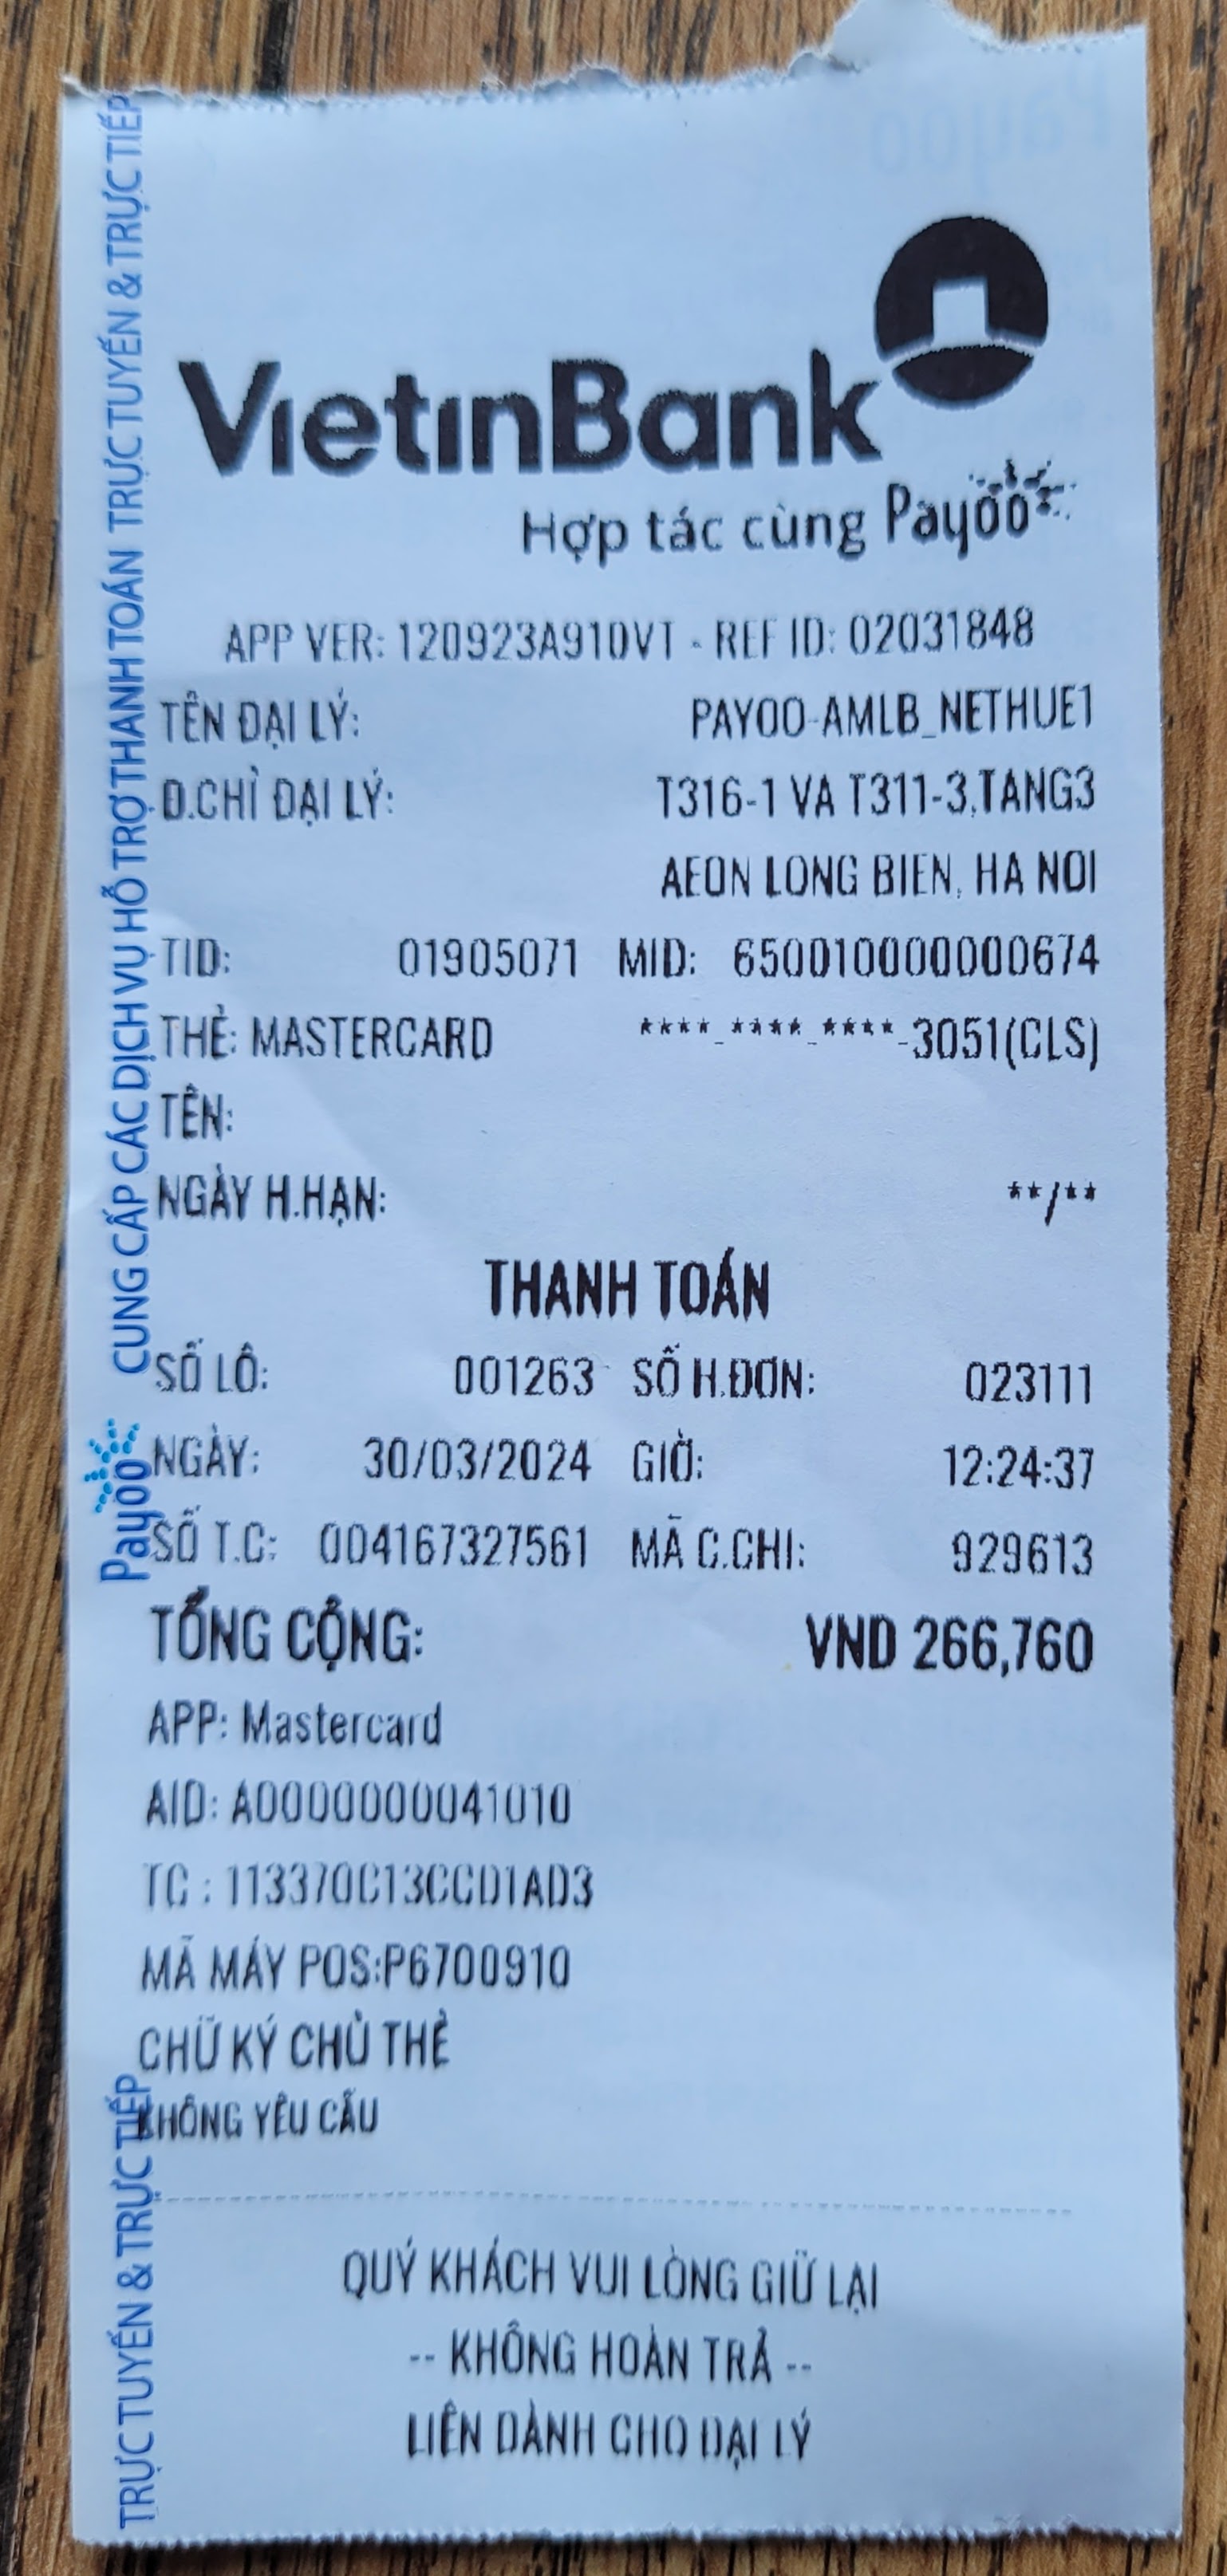 VietinBank
Hợp tác cùng Payoo
APP VER: 120923A910VT - REF ID: 02031848
TÊN ĐẠI LÝ: PAYOO-AMLB_NETHUE1
Đ.CHỈ ĐẠI LÝ: T316-1 VA T311-3,TANG3
AEON LONG BIEN, HA NOI
TID: 01905071 MID: 650010000000674
THẺ: MASTERCARD ****-****-****-3051(CLS)
TÊN:
NGÀY H.HẠN: **/**
THANH TOÁN
SỐ LÔ: 001263 SỐ H.ĐƠN: 023111
NGÀY: 30/03/2024 GIỜ: 12:24:37
SỐ T.C: 004167327561 MÃ C.CHI: 929613
TỔNG CỘNG: VND 266,760
APP: Mastercard
AID: A0000000041010
TC : 113370C13CCD1AD3
MÃ MÁY POS:P6700910
CHỮ KÝ CHỦ THẺ
KHÔNG YÊU CẦU
QUÝ KHÁCH VUI LÒNG GIỮ LẠI
-- KHÔNG HOÀN TRẢ --
LIÊN DÀNH CHO ĐẠI LÝ
Payoo CUNG CẤP CÁC DỊCH VỤ HỖ TRỢ THANH TOÁN TRỰC TUYẾN & TRỰC TIẾP
TRỰC TUYẾN & TRỰC TIẾP
Payoo